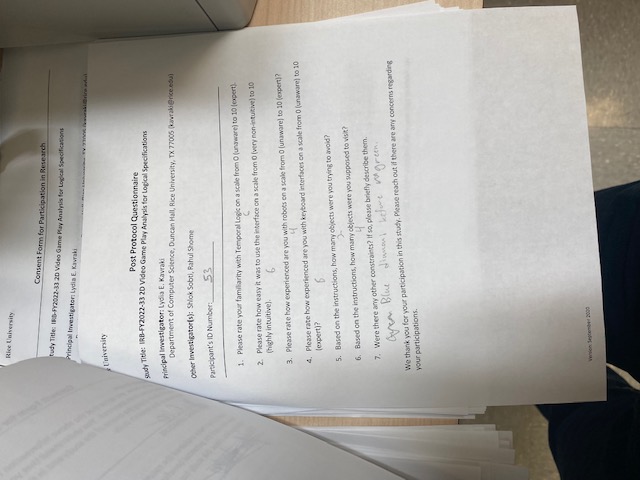 Rice University
Consent Form for Participation in Research
tudy Title: IRB-FY2022-33 2D Video Game Play Analysis for Logical Specifications
Principal Investigator: Lydia E. Kavraki
University
Post Protocol Questionnaire
Study Title: IRB-FY2022-33 2D Video Game Play Analysis for Logical Specifications
Principal Investigator: Lydia E. Kavraki
Department of Computer Science, Duncan Hall, Rice University, TX 77005 (kavraki@rice.edu)
Other Investigator(s): Shlok Sobti, Rahul Shome
Participant's ID Number: 53
1. Please rate your familiarity with Temporal Logic on a scale from 0 (unaware) to 10 (expert).
2. Please rate how easy it was to use the interface on a scale from 0 (very non-intuitive) to 10
(highly intuitive).
6
3. Please rate how experienced are you with robots on a scale from 0 (unaware) to 10 (expert)?
4
4. Please rate how experienced are you with keyboard interfaces on a scale from 0 (unaware) to 10
(expert)?
6
5. Based on the instructions, how many objects were you trying to avoid?
2
6. Based on the instructions, how many objects were you supposed to visit?
4
7. Were there any other constraints? If so, please briefly describe them.
Blue diamond before green.
We thank you for your participation in this study. Please reach out if there are any concerns regarding
your participations.
Version: September 2020